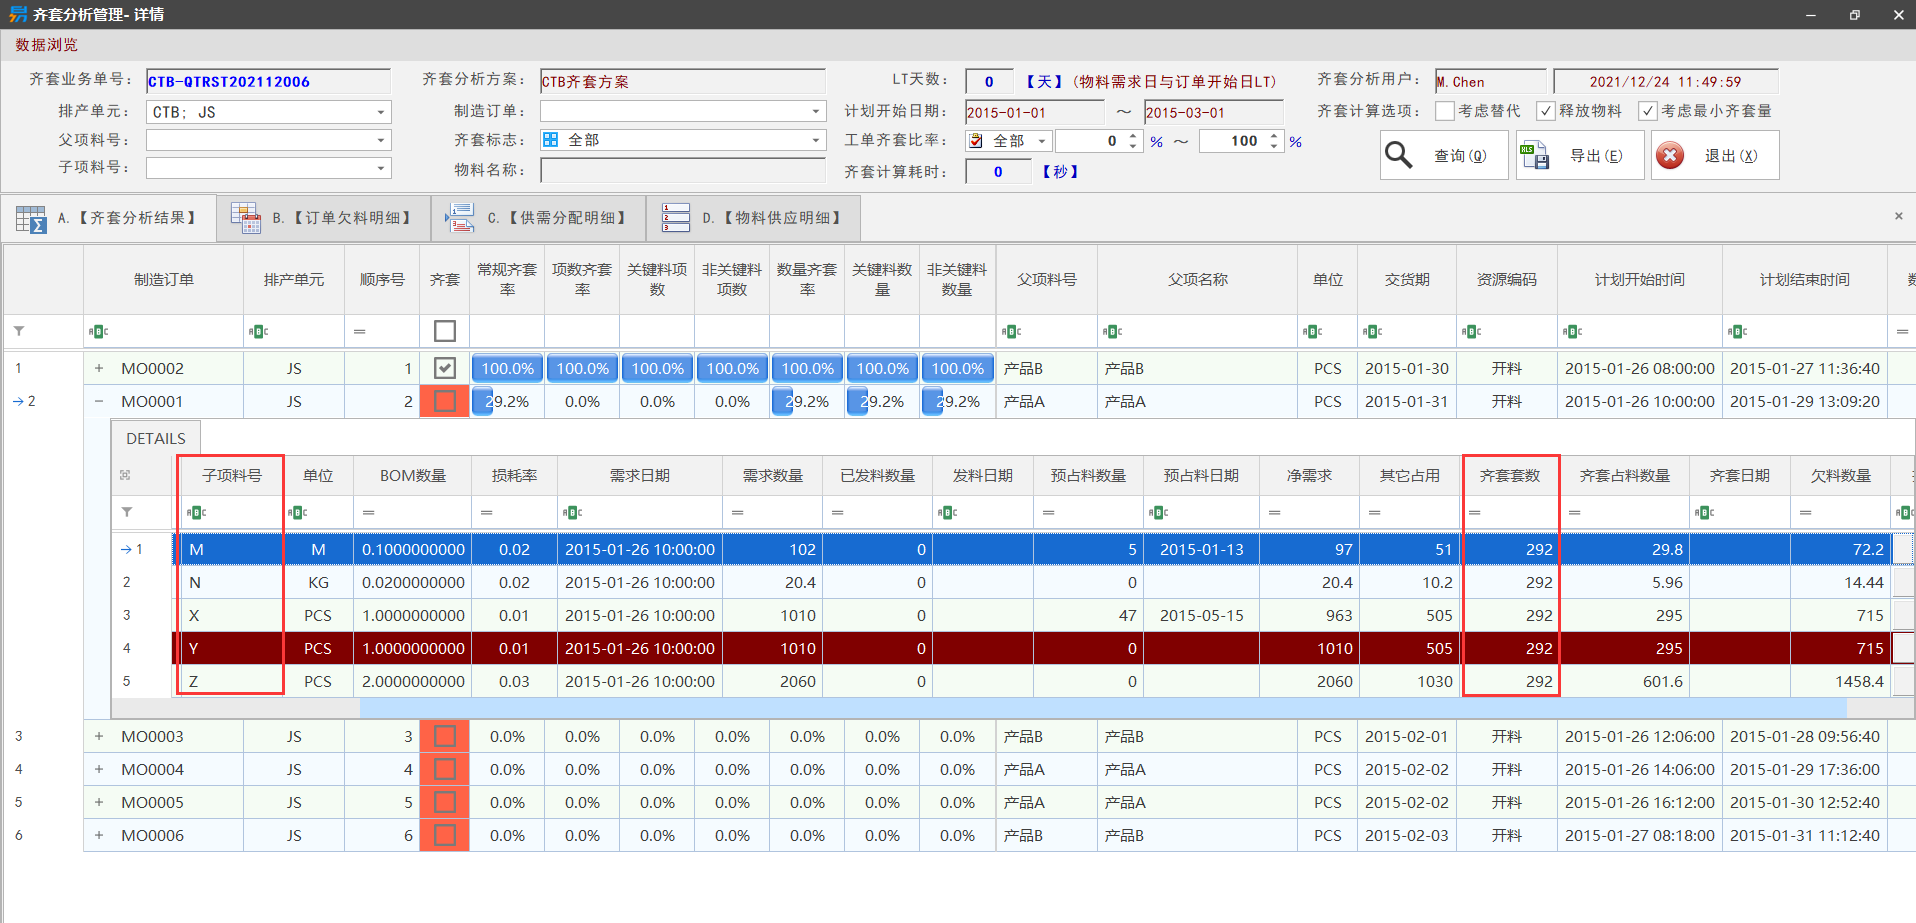 齐套分析管理- 详情
数据浏览
齐套业务单号： CTB-QTRST202112006 齐套分析方案： CTB齐套方案 LT天数： 0 【天】(物料需求日与订单开始日LT) 齐套分析用户： M.Chen 2021/12/24 11:49:59
排产单元： CTB; JS 制造订单： 计划开始日期： 2015-01-01 ～ 2015-03-01 齐套计算选项： 考虑替代 释放物料 考虑最小齐套量
父项料号： 齐套标志： 全部 工单齐套比率： 全部 0 % ～ 100 % 查询(Q) 导出(E) 退出(X)
子项料号： 物料名称： 齐套计算耗时： 0 【秒】
A.【齐套分析结果】 B.【订单欠料明细】 C.【供需分配明细】 D.【物料供应明细】
制造订单 排产单元 顺序号 齐套 常规齐套率 项数齐套率 关键料项数 非关键料项数 数量齐套率 关键料数量 非关键料数量 父项料号 父项名称 单位 交货期 资源编码 计划开始时间 计划结束时间
1 MO0002 JS 1 100.0% 100.0% 100.0% 100.0% 100.0% 100.0% 100.0% 产品B 产品B PCS 2015-01-30 开料 2015-01-26 08:00:00 2015-01-27 11:36:40
2 MO0001 JS 2 29.2% 0.0% 0.0% 0.0% 29.2% 29.2% 29.2% 产品A 产品A PCS 2015-01-31 开料 2015-01-26 10:00:00 2015-01-29 13:09:20
DETAILS
子项料号 单位 BOM数量 损耗率 需求日期 需求数量 已发料数量 发料日期 预占料数量 预占料日期 净需求 其它占用 齐套套数 齐套占料数量 齐套日期 欠料数量
1 M M 0.1000000000 0.02 2015-01-26 10:00:00 102 0 5 2015-01-13 97 51 292 29.8 72.2
2 N KG 0.0200000000 0.02 2015-01-26 10:00:00 20.4 0 0 20.4 10.2 292 5.96 14.44
3 X PCS 1.0000000000 0.01 2015-01-26 10:00:00 1010 0 47 2015-05-15 963 505 292 295 715
4 Y PCS 1.0000000000 0.01 2015-01-26 10:00:00 1010 0 0 1010 505 292 295 715
5 Z PCS 2.0000000000 0.03 2015-01-26 10:00:00 2060 0 0 2060 1030 292 601.6 1458.4
3 MO0003 JS 3 0.0% 0.0% 0.0% 0.0% 0.0% 0.0% 0.0% 产品B 产品B PCS 2015-02-01 开料 2015-01-26 12:06:00 2015-01-28 09:56:40
4 MO0004 JS 4 0.0% 0.0% 0.0% 0.0% 0.0% 0.0% 0.0% 产品A 产品A PCS 2015-02-02 开料 2015-01-26 14:06:00 2015-01-29 17:36:00
5 MO0005 JS 5 0.0% 0.0% 0.0% 0.0% 0.0% 0.0% 0.0% 产品A 产品A PCS 2015-02-02 开料 2015-01-26 16:12:00 2015-01-30 12:52:40
6 MO0006 JS 6 0.0% 0.0% 0.0% 0.0% 0.0% 0.0% 0.0% 产品B 产品B PCS 2015-02-03 开料 2015-01-27 08:18:00 2015-01-31 11:12:40